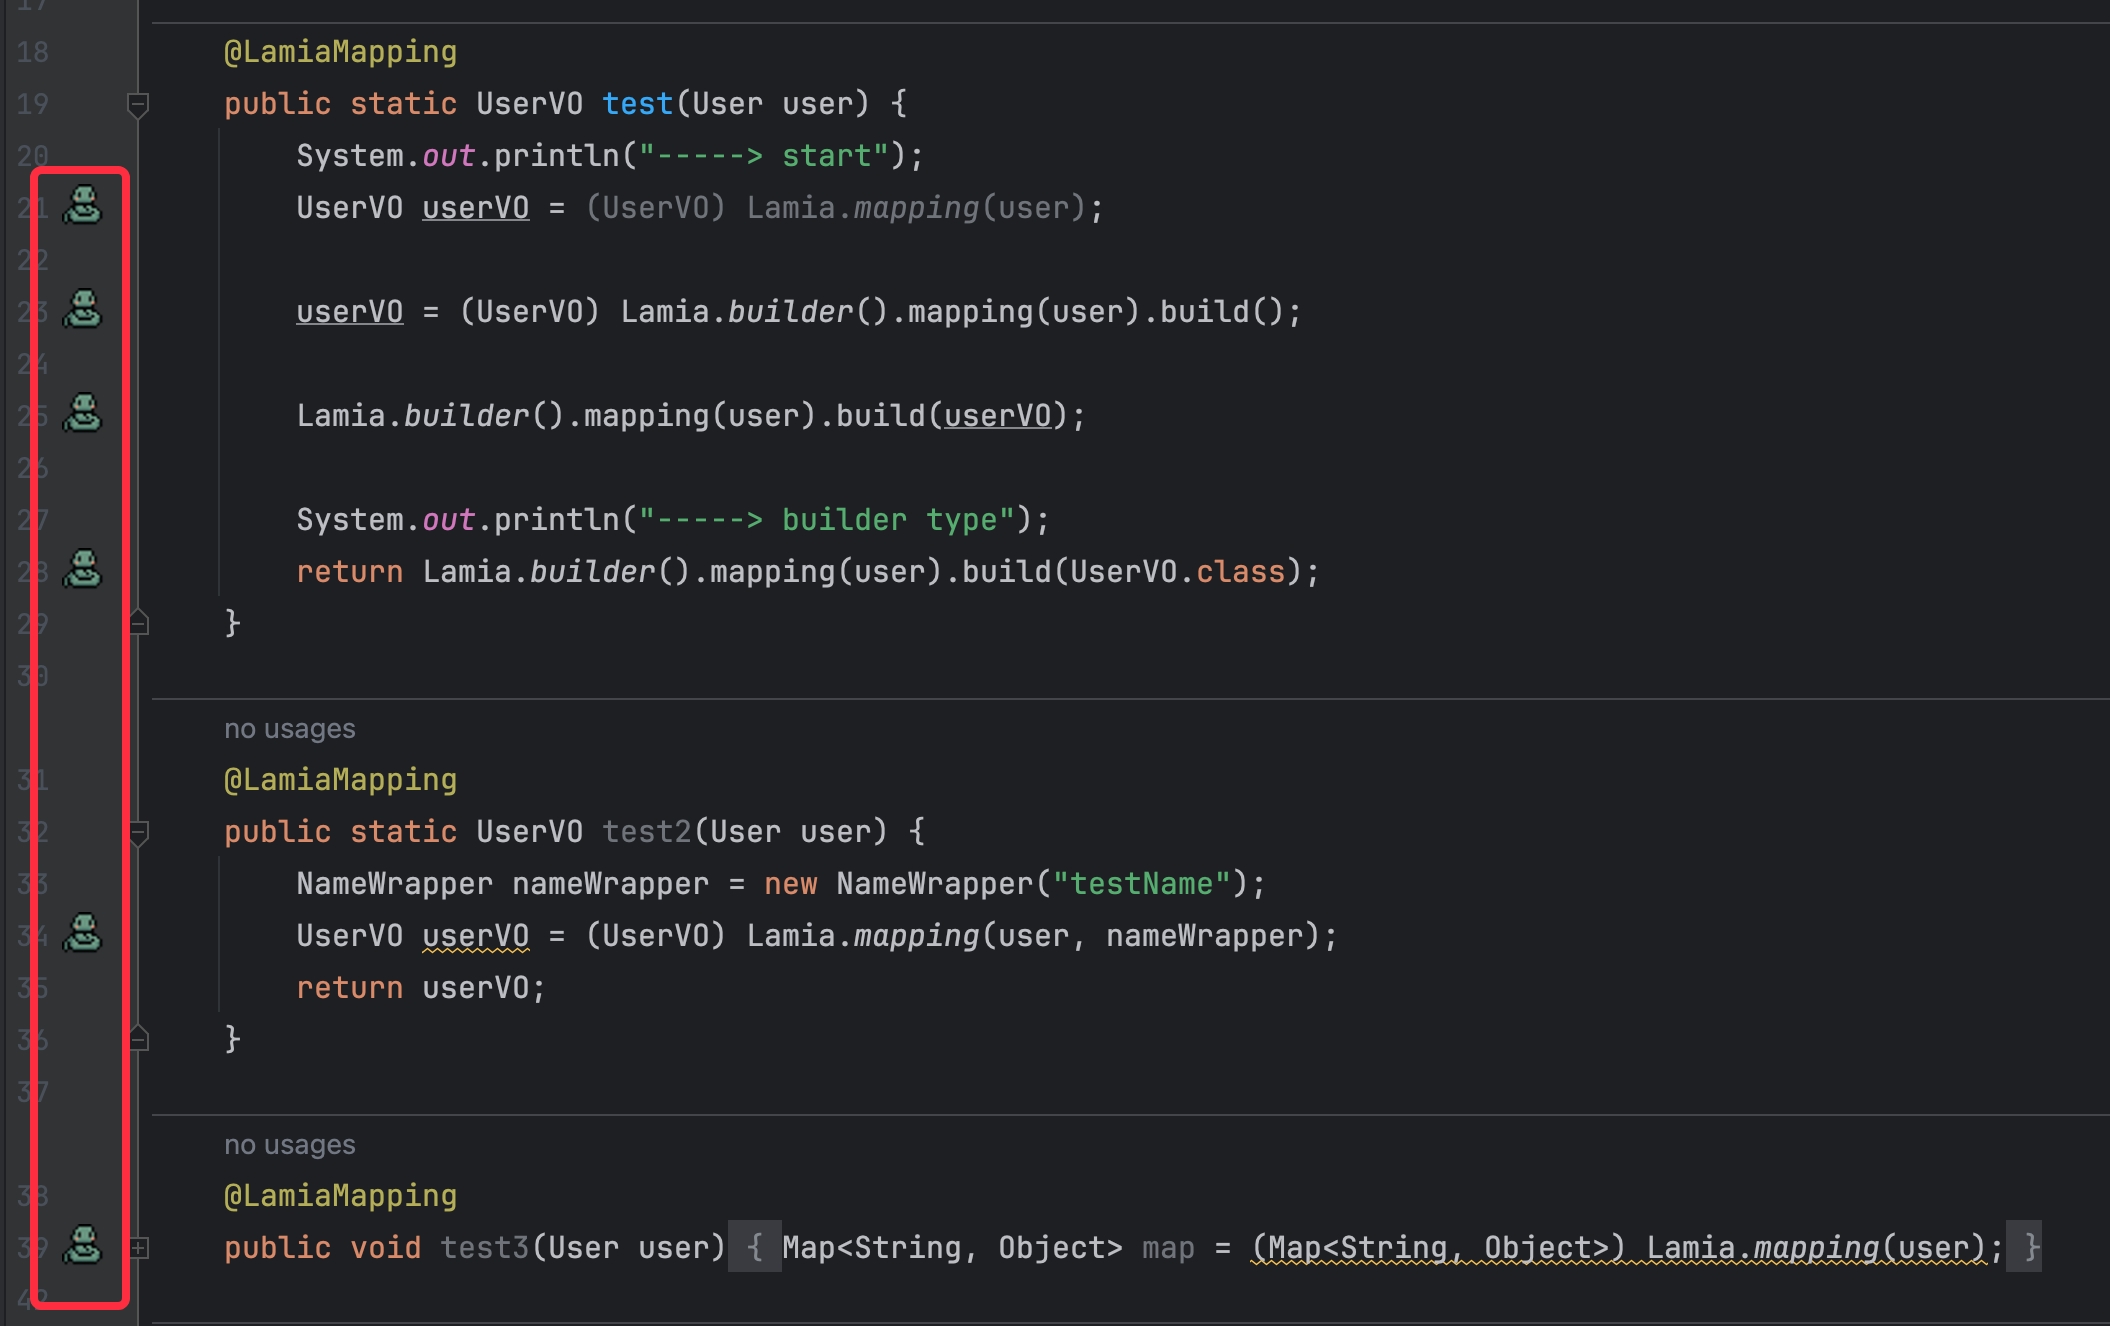 17
18 @LamiaMapping
19 public static UserVO test(User user) {
20 System.out.println("-----> start");
21 UserVO userVO = (UserVO) Lamia.mapping(user);
22
23 userVO = (UserVO) Lamia.builder().mapping(user).build();
24
25 Lamia.builder().mapping(user).build(userVO);
26
27 System.out.println("-----> builder type");
28 return Lamia.builder().mapping(user).build(UserVO.class);
29 }
30
no usages
31 @LamiaMapping
32 public static UserVO test2(User user) {
33 NameWrapper nameWrapper = new NameWrapper("testName");
34 UserVO userVO = (UserVO) Lamia.mapping(user, nameWrapper);
35 return userVO;
36 }
37
no usages
38 @LamiaMapping
39 public void test3(User user) { Map<String, Object> map = (Map<String, Object>) Lamia.mapping(user); }
42